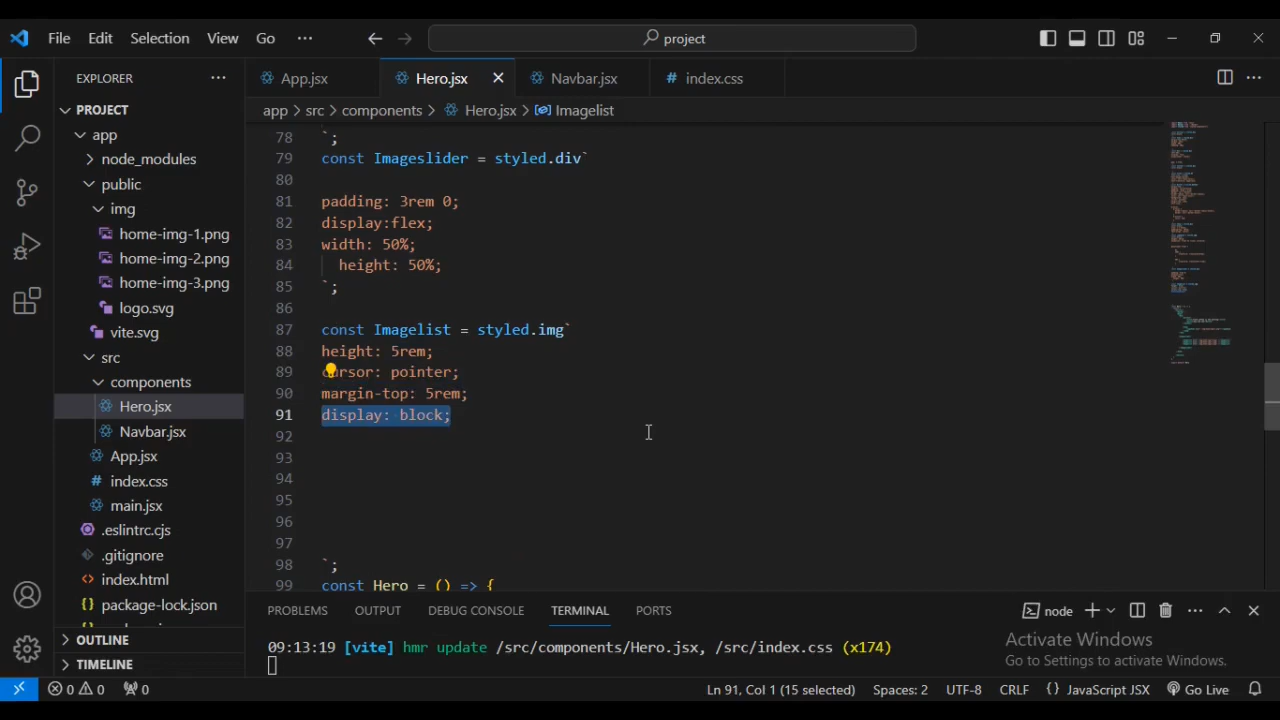 File Edit Selection View Go ··· project
EXPLORER ···
App.jsx Hero.jsx Navbar.jsx # index.css ···
PROJECT
app > src > components > Hero.jsx > Imagelist
app
node_modules
public
img
home-img-1.png
home-img-2.png
home-img-3.png
logo.svg
vite.svg
src
components
Hero.jsx
Navbar.jsx
App.jsx
# index.css
main.jsx
.eslintrc.cjs
.gitignore
<> index.html
{} package-lock.json
OUTLINE
TIMELINE
78 `;
79 const Imageslider = styled.div`
80
81 padding: 3rem 0;
82 display:flex;
83 width: 50%;
84 height: 50%;
85 `;
86
87 const Imagelist = styled.img`
88 height: 5rem;
89 cursor: pointer;
90 margin-top: 5rem;
91 display: block;
92
93
94
95
96
97
98 `;
99 const Hero = () => {
PROBLEMS OUTPUT DEBUG CONSOLE TERMINAL PORTS node ···
09:13:19 [vite] hmr update /src/components/Hero.jsx, /src/index.css (x174)
Activate Windows
Go to Settings to activate Windows.
0 0 0 Ln 91, Col 1 (15 selected) Spaces: 2 UTF-8 CRLF {} JavaScript JSX Go Live